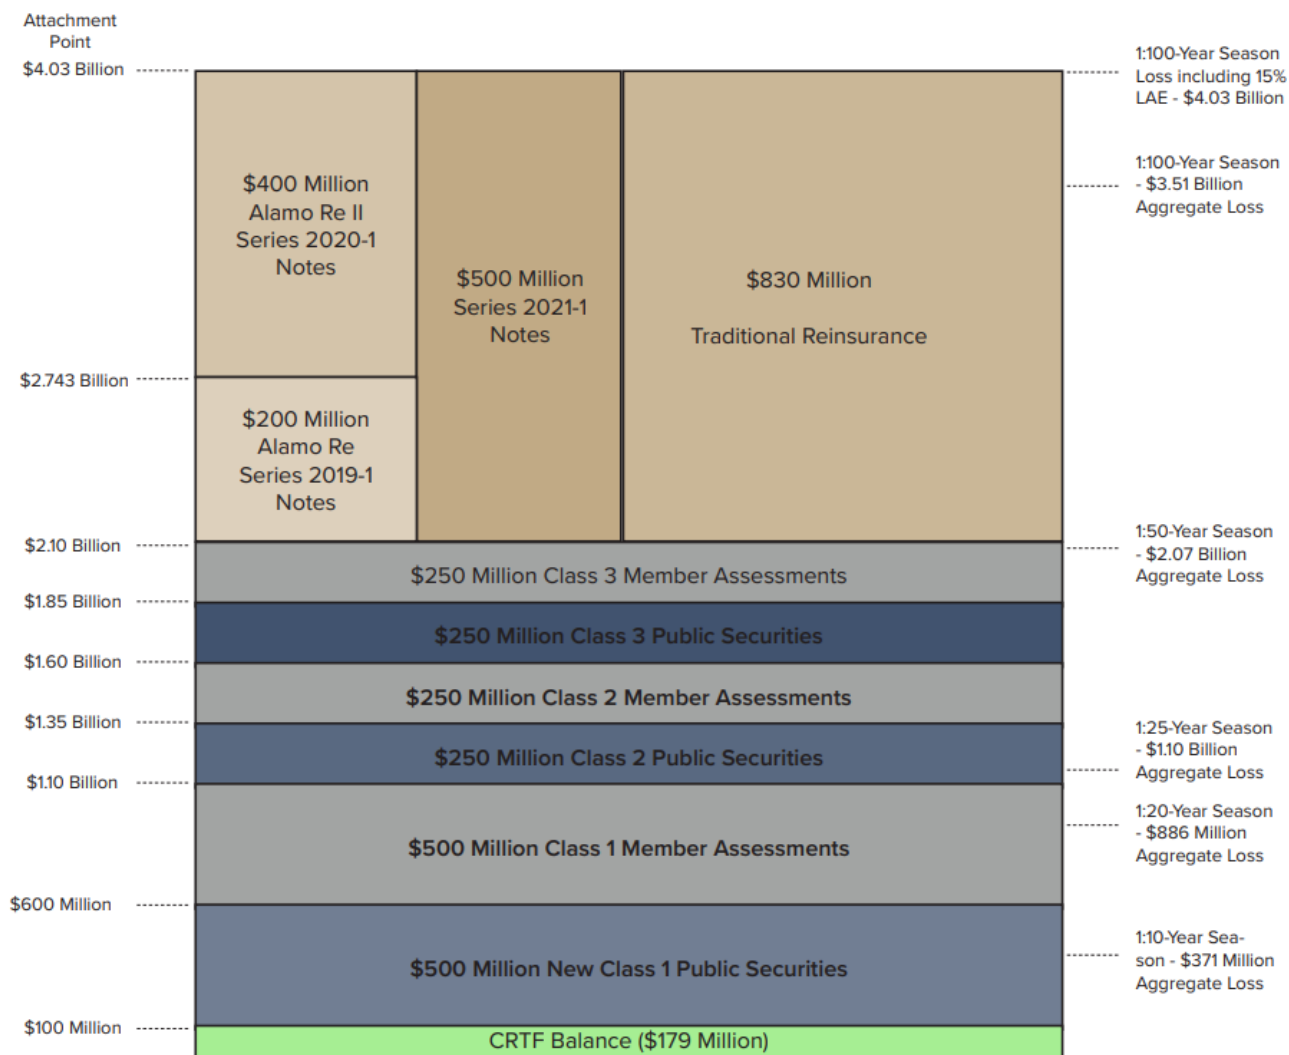 Attachment
Point
$4.03 Billion
$2.743 Billion
$2.10 Billion
$1.85 Billion
$1.60 Billion
$1.35 Billion
$1.10 Billion
$600 Million
$100 Million
$400 Million
Alamo Re II
Series 2020-1
Notes
$200 Million
Alamo Re
Series 2019-1
Notes
$500 Million
Series 2021-1
Notes
$830 Million
Traditional Reinsurance
$250 Million Class 3 Member Assessments
$250 Million Class 3 Public Securities
$250 Million Class 2 Member Assessments
$250 Million Class 2 Public Securities
$500 Million Class 1 Member Assessments
$500 Million New Class 1 Public Securities
CRTF Balance ($179 Million)
1:100-Year Season
Loss including 15%
LAE - $4.03 Billion
1:100-Year Season
- $3.51 Billion
Aggregate Loss
1:50-Year Season
- $2.07 Billion
Aggregate Loss
1:25-Year Season
- $1.10 Billion
Aggregate Loss
1:20-Year Season
- $886 Million
Aggregate Loss
1:10-Year Sea-
son - $371 Million
Aggregate Loss